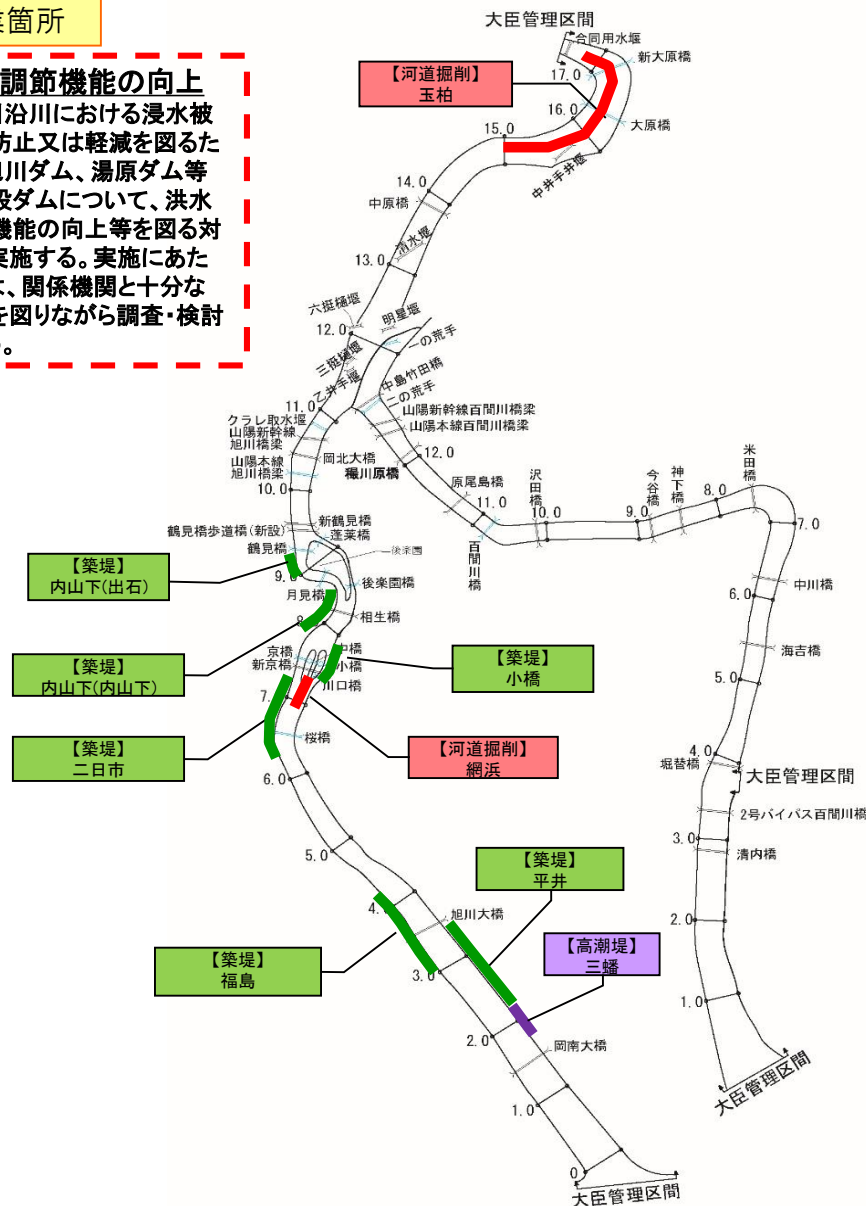 業箇所
調節機能の向上
川沿川における浸水被
防止又は軽減を図るた
旭川ダム、湯原ダム等
設ダムについて、洪水
機能の向上等を図る対
実施する。実施にあた
は、関係機関と十分な
を図りながら調査・検討
。
大臣管理区間
合同用水堰
新大原橋
17.0
【河道掘削】
玉柏
16.0
大原橋
15.0
中井手井堰
14.0
中原橋
清水堰
13.0
六挺樋堰
明星堰
12.0
一の荒手
三挺樋堰
乙井手堰
中島竹田橋
二の荒手
11.0
山陽新幹線百間川橋梁
山陽本線百間川橋梁
クラレ取水堰
山陽新幹線
旭川橋梁
岡北大橋
山陽本線
旭川橋梁
12.0
穝川原橋
10.0
原尾島橋
11.0
百間川橋
沢田橋
10.0
9.0
今谷橋
神下橋
8.0
米田橋
7.0
新鶴見橋
鶴見橋歩道橋(新設)
蓬莱橋
鶴見橋
後楽園
9.0
【築堤】
内山下(出石)
月見橋
後楽園橋
中川橋
6.0
8.
相生橋
海吉橋
京橋
中橋
新京橋
小橋
【築堤】
小橋
【築堤】
内山下(内山下)
川口橋
5.0
7.
桜橋
【築堤】
二日市
【河道掘削】
網浜
4.0
堀替橋
大臣管理区間
6.0
2号バイパス百間川橋
3.0
清内橋
5.0
【築堤】
平井
4.
旭川大橋
2.0
【高潮堤】
三蟠
【築堤】
福島
3.0
1.0
2.0
岡南大橋
大臣管理区間
1.0
0
大臣管理区間